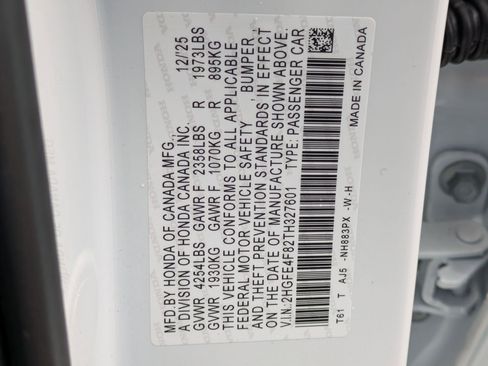 MFD.BY HONDA OF CANADA MFG., 12/'25
A DIVISION OF HONDA CANADA INC.
GVWR 4254LBS GAWR F 2358LBS R 1973LBS
GVWR 1930KG GAWR F 1070KG R 895KG
THIS VEHICLE CONFORMS TO ALL APPLICABLE
FEDERAL MOTOR VEHICLE SAFETY, BUMPER,
AND THEFT PREVENTION STANDARDS IN EFFECT
ON THE DATE OF MANUFACTURE SHOWN ABOVE.
V.I.N.:2HGFE4F82TH327601 TYPE: PASSENGER CAR
T61 T AJ5 -NH883PX -W.-H MADE IN CANADA